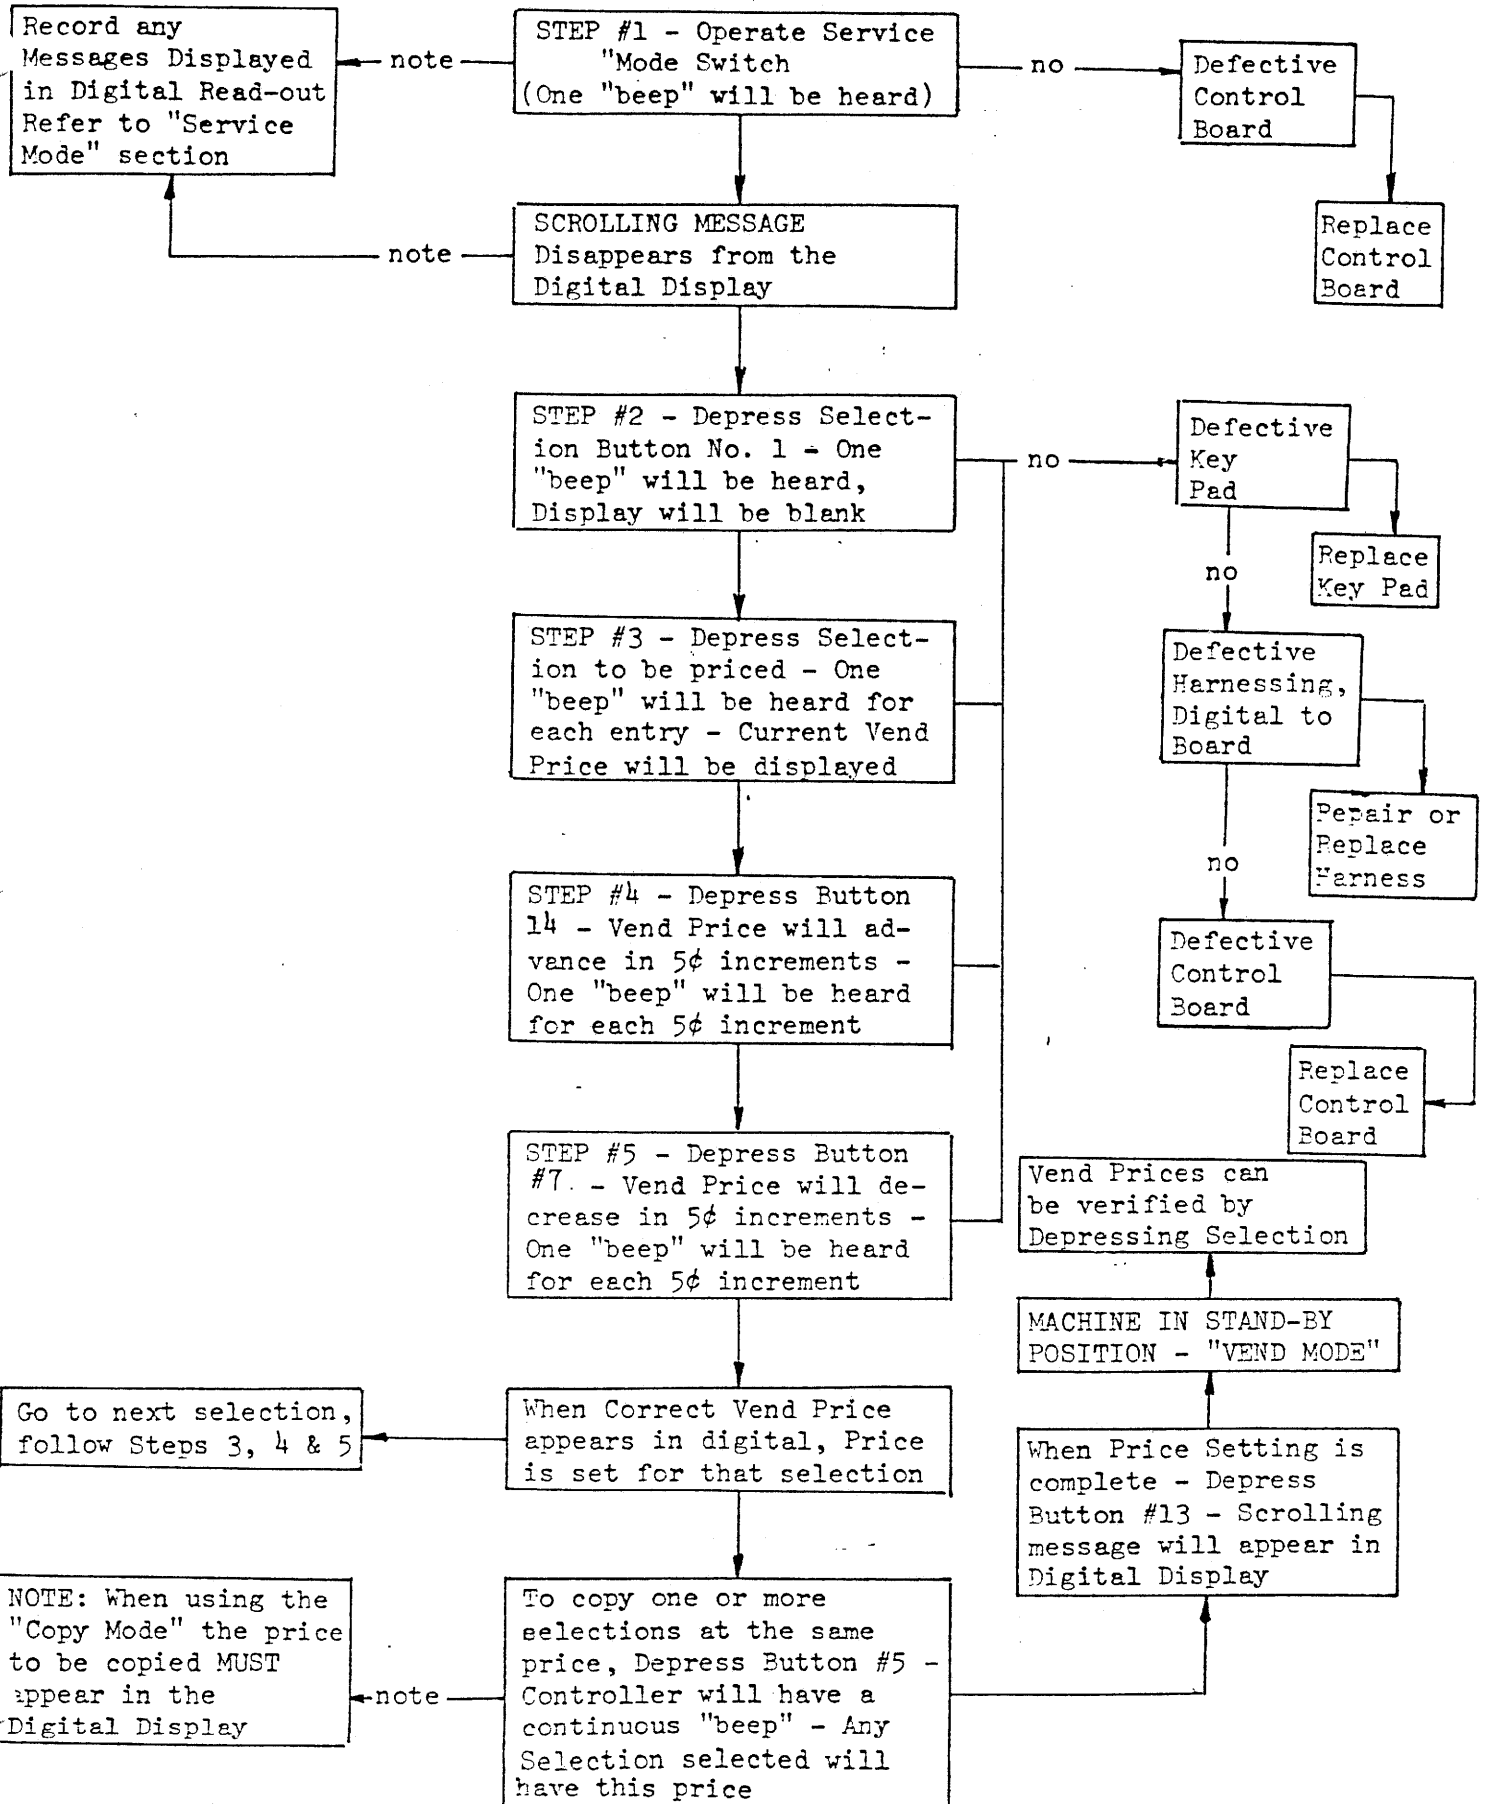 Record any
Messages Displayed
in Digital Read-out
Refer to "Service
Mode" section
note
STEP #1 - Operate Service
"Mode Switch
(One "beep" will be heard)
no
Defective
Control
Board
Replace
Control
Board
note
SCROLLING MESSAGE
Disappears from the
Digital Display
STEP #2 - Depress Select-
ion Button No. 1 - One
"beep" will be heard,
Display will be blank
no
Defective
Key
Pad
Replace
Key Pad
no
STEP #3 - Depress Select-
ion to be priced - One
"beep" will be heard for
each entry - Current Vend
Price will be displayed
Defective
Harnessing,
Digital to
Board
Repair or
Replace
Harness
no
STEP #4 - Depress Button
14 - Vend Price will ad-
vance in 5¢ increments -
One "beep" will be heard
for each 5¢ increment
Defective
Control
Board
Replace
Control
Board
STEP #5 - Depress Button
#7. - Vend Price will de-
crease in 5¢ increments -
One "beep" will be heard
for each 5¢ increment
Vend Prices can
be verified by
Depressing Selection
MACHINE IN STAND-BY
POSITION - "VEND MODE"
Go to next selection,
follow Steps 3, 4 & 5
When Correct Vend Price
appears in digital, Price
is set for that selection
When Price Setting is
complete - Depress
Button #13 - Scrolling
message will appear in
Digital Display
NOTE: When using the
"Copy Mode" the price
to be copied MUST
appear in the
Digital Display
note
To copy one or more
selections at the same
price, Depress Button #5 -
Controller will have a
continuous "beep" - Any
Selection selected will
have this price